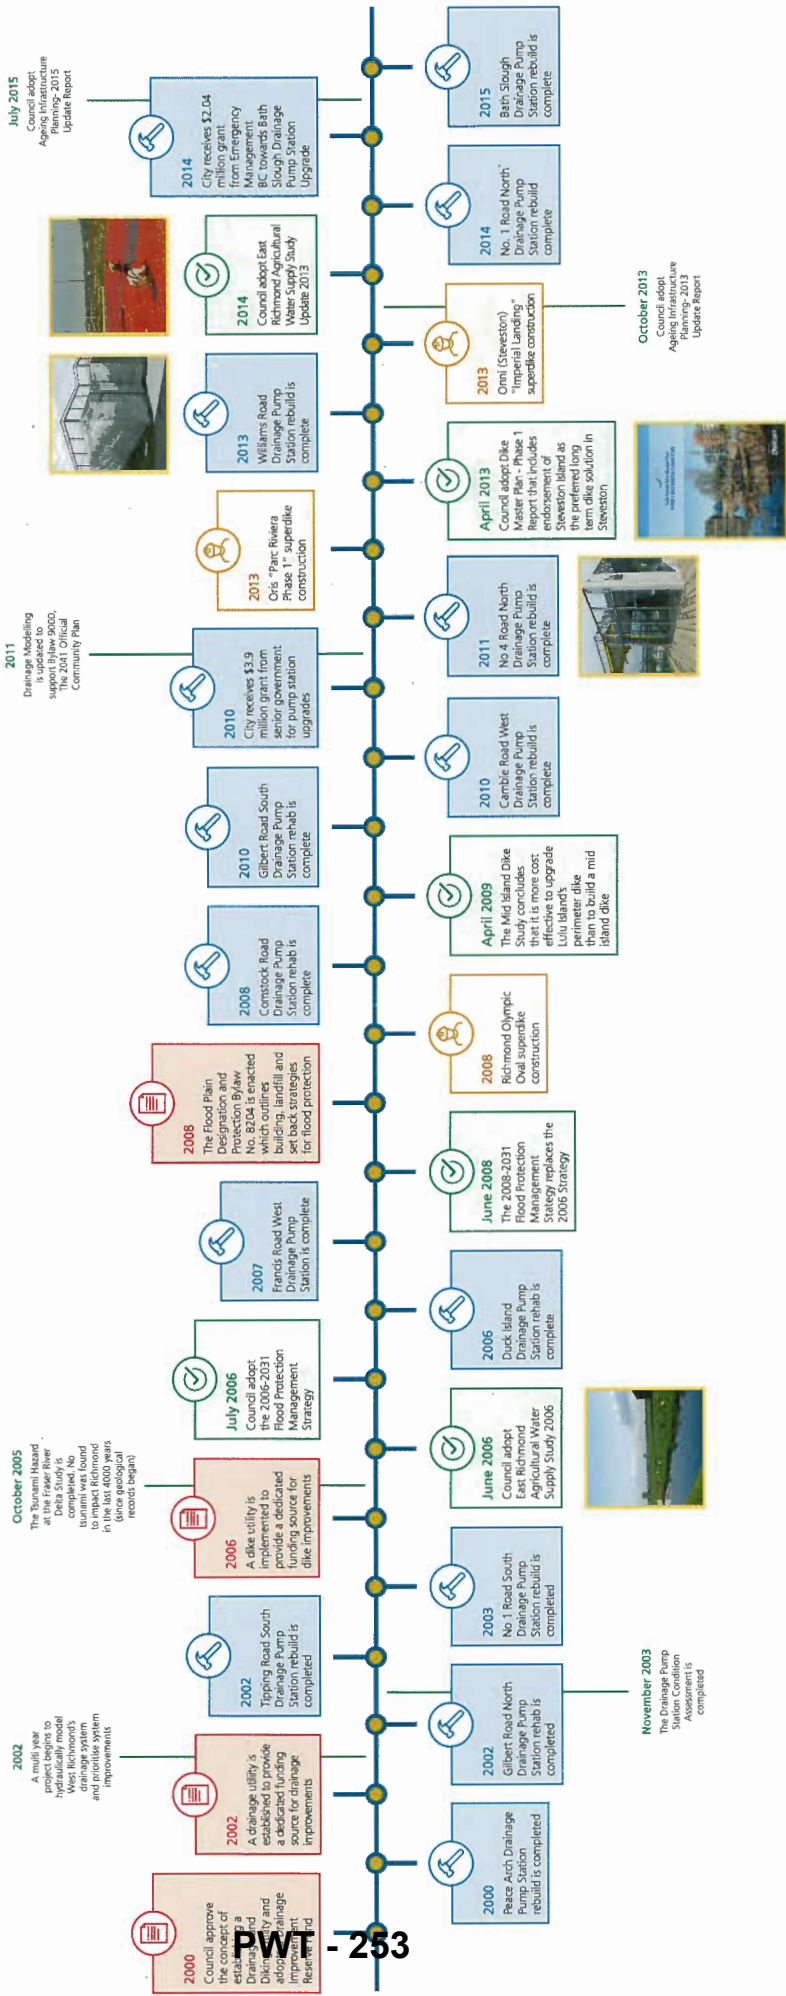 2000
Council approve
the concept of
establishing a
Drainage and
Diking Utility and
adopt a Drainage
Improvement
Reserve Fund
2000
Peace Arch Drainage
Pump Station
rebuild is completed
2002
A drainage utility is
established to provide
a dedicated funding
source for drainage
improvements
2002
A multi year
project begins to
hydraulically model
West Richmond's
drainage system
and prioritise system
improvements
2002
Gilbert Road North
Drainage Pump
Station rehab is
completed
2002
Tipping Road South
Drainage Pump
Station rebuild is
completed
November 2003
The Drainage Pump
Station Condition
Assessment is
completed
2003
No 1 Road South
Drainage Pump
Station rebuild is
completed
2006
A dike utility is
implemented to
provide a dedicated
funding source for
dike improvements
October 2005
The Tsunami Hazard
at the Fraser River
Delta Study is
completed. No
tsunami was found
to impact Richmond
in the last 4000 years
(since geological
records began)
June 2006
Council adopt
East Richmond
Agricultural Water
Supply Study 2006
July 2006
Council adopt
the 2006-2031
Flood Protection
Management
Strategy
2006
Duck Island
Drainage Pump
Station rehab is
complete
2007
Francis Road West
Drainage Pump
Station is complete
June 2008
The 2008-2031
Flood Protection
Management
Stategy replaces the
2006 Strategy
2008
The Flood Plain
Designation and
Protection Bylaw
No. 8204 is enacted
which outlines
building, landfill and
set back strategies
for flood protection
2008
Richmond Olympic
Oval superdike
construction
2008
Comstock Road
Drainage Pump
Station rehab is
complete
April 2009
The Mid Island Dike
Study concludes
that it is more cost
effective to upgrade
Lulu Island's
perimeter dike
than to build a mid
island dike
2010
Gilbert Road South
Drainage Pump
Station rehab is
complete
2010
Cambie Road West
Drainage Pump
Station rebuild is
complete
2010
City receives $3.9
million grant from
senior government
for pump station
upgrades
2011
Drainage Modelling
is updated to
support Bylaw 9000,
The 2041 Official
Community Plan
2011
No 4 Road North
Drainage Pump
Station rebuild is
complete
2013
Oris "Parc Riviera
Phase 1" superdike
construction
April 2013
Council adopt Dike
Master Plan - Phase 1
Report that includes
endorsement of
Steveston Island as
the preferred long
term dike solution in
Steveston
2013
Williams Road
Drainage Pump
Station rebuild is
complete
2013
Onni (Steveston)
"Imperial Landing"
superdike construction
October 2013
Council adopt
Ageing Infrastructure
Planning- 2013
Update Report
2014
Council adopt East
Richmond Agricultural
Water Supply Study
Update 2013
2014
No. 1 Road North
Drainage Pump
Station rebuild
complete
2014
City receives $2.04
million grant
from Emergency
Management
BC towards Bath
Slough Drainage
Pump Station
Upgrade
July 2015
Council adopt
Ageing Infrastructure
Planning- 2015
Update Report
2015
Bath Slough
Drainage Pump
Station rebuild is
complete
PWT - 253